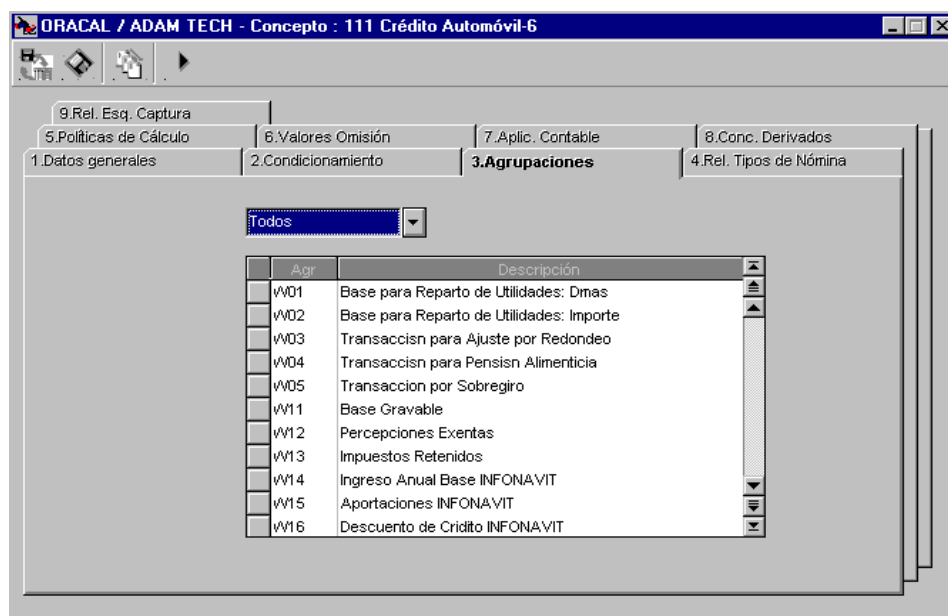 ORACAL / ADAM TECH - Concepto : 111 Crédito Automóvil-6
9.Rel. Esq. Captura
5.Políticas de Cálculo 6.Valores Omisión 7.Aplic. Contable 8.Conc. Derivados
1.Datos generales 2.Condicionamiento 3.Agrupaciones 4.Rel. Tipos de Nómina
Todos
Agr Descripción
W01 Base para Reparto de Utilidades: Dmas
W02 Base para Reparto de Utilidades: Importe
W03 Transaccisn para Ajuste por Redondeo
W04 Transaccisn para Pensisn Alimenticia
W05 Transaccion por Sobregiro
W11 Base Gravable
W12 Percepciones Exentas
W13 Impuestos Retenidos
W14 Ingreso Anual Base INFONAVIT
W15 Aportaciones INFONAVIT
W16 Descuento de Cridito INFONAVIT